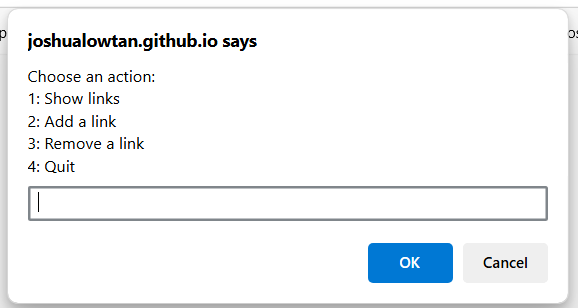 joshualowtan.github.io says
Choose an action:
1: Show links
2: Add a link
3: Remove a link
4: Quit
OK
Cancel